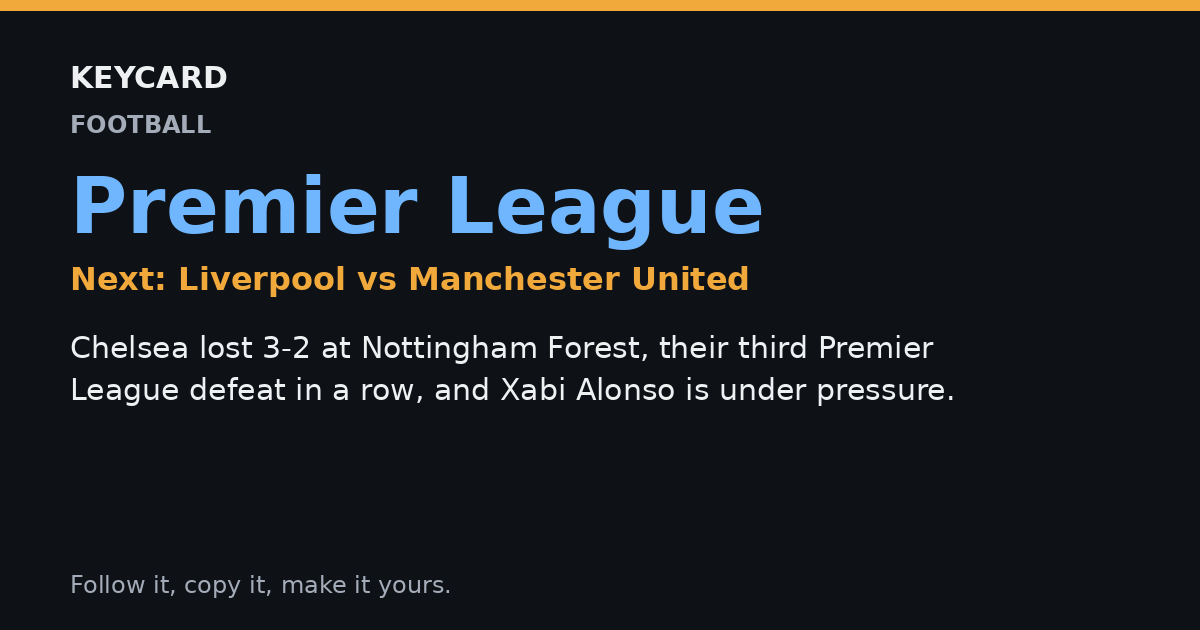 KEYCARD
FOOTBALL
Premier League
Next: Liverpool vs Manchester United
Chelsea lost 3-2 at Nottingham Forest, their third Premier
League defeat in a row, and Xabi Alonso is under pressure.
Follow it, copy it, make it yours.